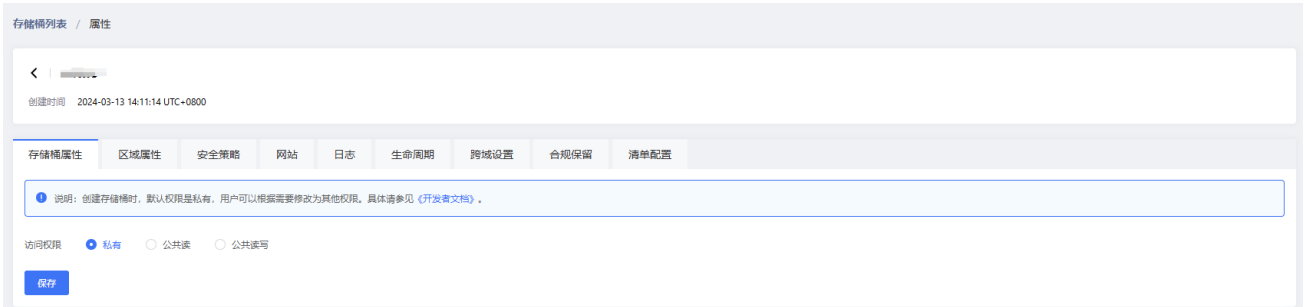 存储桶列表 / 属性
创建时间 2024-03-13 14:11:14 UTC+0800
存储桶属性 区域属性 安全策略 网站 日志 生命周期 跨域设置 合规保留 清单配置
说明：创建存储桶时，默认权限是私有，用户可以根据需要修改为其他权限。具体请参见《开发者文档》。
访问权限 私有 公共读 公共读写
保存